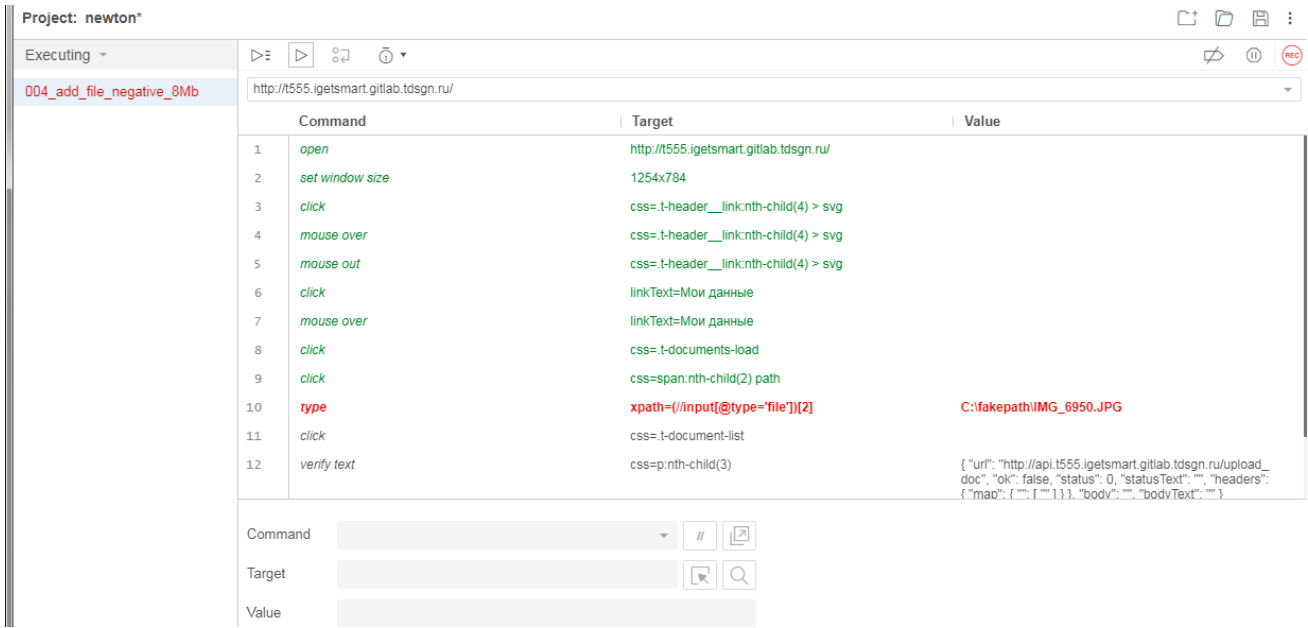 Project: newton*
Executing
REC
004_add_file_negative_8Mb
http://t555.igetsmart.gitlab.tdsgn.ru/
Command Target Value
1 open http://t555.igetsmart.gitlab.tdsgn.ru/
2 set window size 1254x784
3 click css=.t-header__link:nth-child(4) > svg
4 mouse over css=.t-header__link:nth-child(4) > svg
5 mouse out css=.t-header__link:nth-child(4) > svg
6 click linkText=Мои данные
7 mouse over linkText=Мои данные
8 click css=.t-documents-load
9 click css=span:nth-child(2) path
10 type xpath=(//input[@type='file'])[2] C:\fakepath\IMG_6950.JPG
11 click css=.t-document-list
12 verify text css=p:nth-child(3) { "url": "http://api.t555.igetsmart.gitlab.tdsgn.ru/upload_
doc", "ok": false, "status": 0, "statusText": "", "headers":
{ "map": { "": [ "" ] } }, "body": "", "bodyText": "" }
Command //
Target
Value